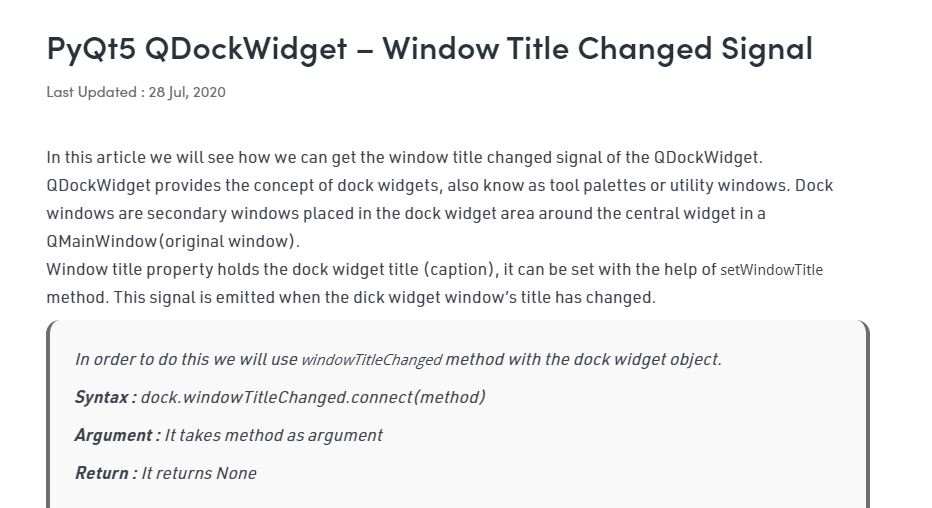 PyQt5 QDockWidget – Window Title Changed Signal
Last Updated : 28 Jul, 2020
In this article we will see how we can get the window title changed signal of the QDockWidget.
QDockWidget provides the concept of dock widgets, also know as tool palettes or utility windows. Dock
windows are secondary windows placed in the dock widget area around the central widget in a
QMainWindow(original window).
Window title property holds the dock widget title (caption), it can be set with the help of setWindowTitle
method. This signal is emitted when the dick widget window’s title has changed.
In order to do this we will use windowTitleChanged method with the dock widget object.
Syntax : dock.windowTitleChanged.connect(method)
Argument : It takes method as argument
Return : It returns None